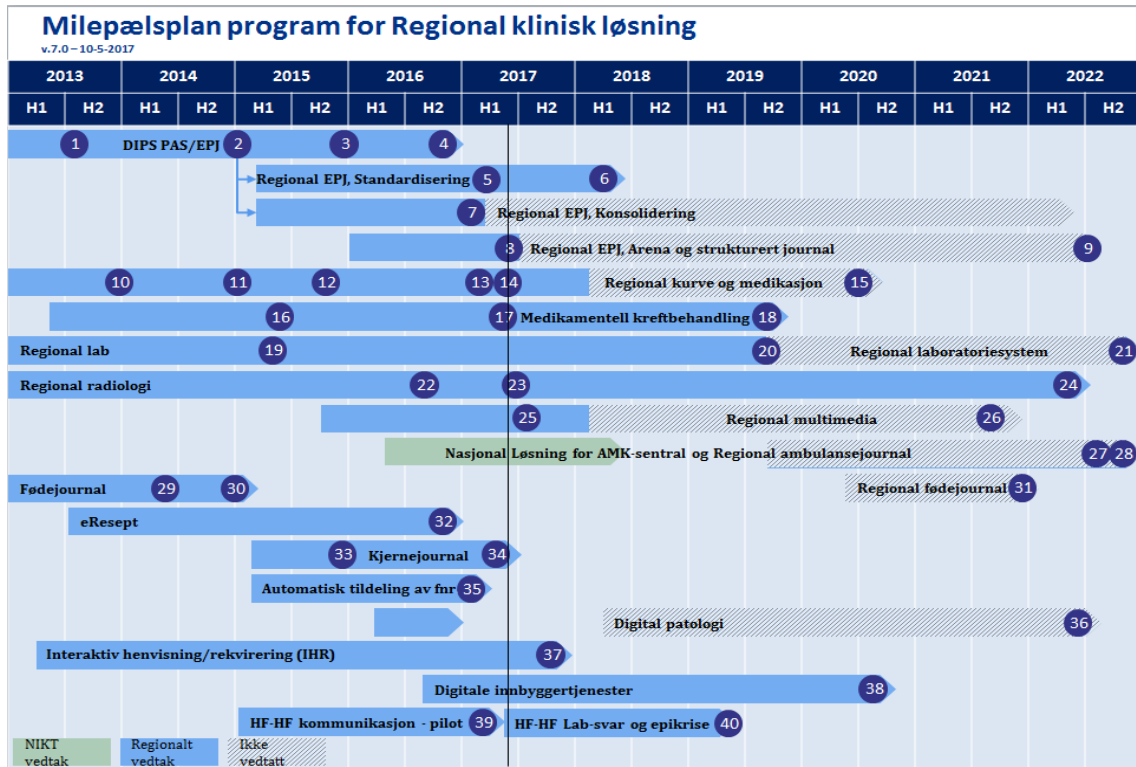 Milepælsplan program for Regional klinisk løsning
v.7.0 – 10-5-2017
2013 2014 2015 2016 2017 2018 2019 2020 2021 2022
H1 H2 H1 H2 H1 H2 H1 H2 H1 H2 H1 H2 H1 H2 H1 H2 H1 H2 H1 H2
1 DIPS PAS/EPJ 2 3 4
Regional EPJ, Standardisering 5 6
7 Regional EPJ, Konsolidering
8 Regional EPJ, Arena og strukturert journal 9
10 11 12 13 14 Regional kurve og medikasjon 15
16 17 Medikamentell kreftbehandling 18
Regional lab 19 20 Regional laboratoriesystem 21
Regional radiologi 22 23 24
25 Regional multimedia 26
Nasjonal Løsning for AMK-sentral og Regional ambulansejournal 27 28
Fødejournal 29 30 Regional fødejournal 31
eResept 32
33 Kjernejournal 34
Automatisk tildeling av fnr 35
Digital patologi 36
Interaktiv henvisning/rekvirering (IHR) 37
Digitale innbyggertjenester 38
HF-HF kommunikasjon - pilot 39 HF-HF Lab-svar og epikrise 40
NIKT Regionalt Ikke
vedtak vedtak vedtatt